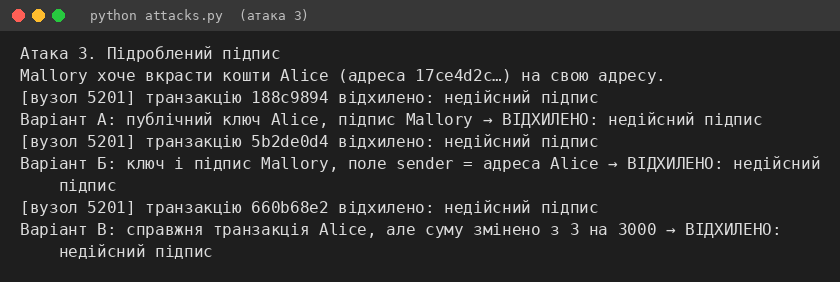 python attacks.py  (атака 3)
Атака 3. Підроблений підпис
Mallory хоче вкрасти кошти Alice (адреса 17ce4d2c…) на свою адресу.
[вузол 5201] транзакцію 188c9894 відхилено: недійсний підпис
Варіант А: публічний ключ Alice, підпис Mallory → ВІДХИЛЕНО: недійсний підпис
[вузол 5201] транзакцію 5b2de0d4 відхилено: недійсний підпис
Варіант Б: ключ і підпис Mallory, поле sender = адреса Alice → ВІДХИЛЕНО: недійсний
підпис
[вузол 5201] транзакцію 660b68e2 відхилено: недійсний підпис
Варіант В: справжня транзакція Alice, але суму змінено з 3 на 3000 → ВІДХИЛЕНО:
недійсний підпис